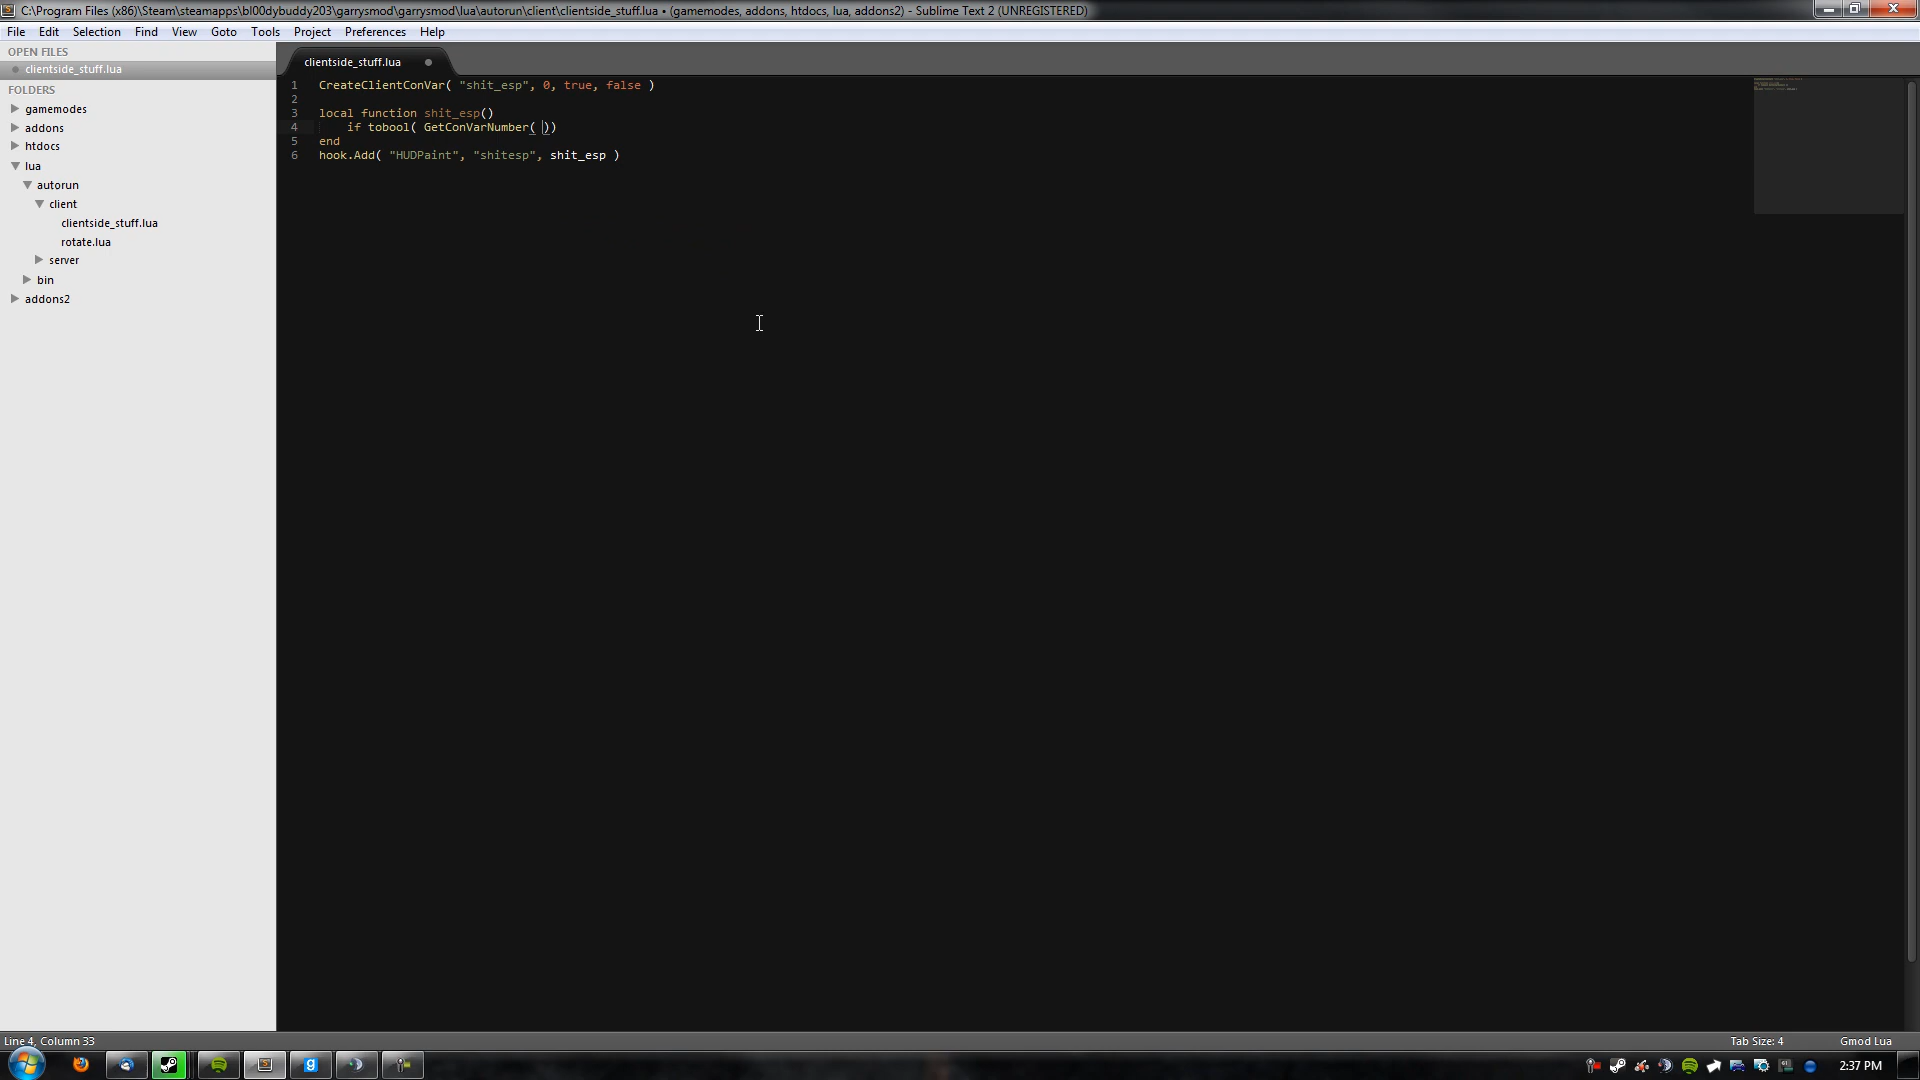 C:\Program Files (x86)\Steam\steamapps\bl00dybuddy203\garrysmod\garrysmod\lua\autorun\client\clientside_stuff.lua • (gamemodes, addons, htdocs, lua, addons2) - Sublime Text 2 (UNREGISTERED)
File Edit Selection Find View Goto Tools Project Preferences Help
OPEN FILES
clientside_stuff.lua
FOLDERS
gamemodes
addons
htdocs
lua
autorun
client
clientside_stuff.lua
rotate.lua
server
bin
addons2
clientside_stuff.lua
1 CreateClientConVar( "shit_esp", 0, true, false )
2
3 local function shit_esp()
4 if tobool( GetConVarNumber( ))
5 end
6 hook.Add( "HUDPaint", "shitesp", shit_esp )
Line 4, Column 33
Tab Size: 4
Gmod Lua
2:37 PM